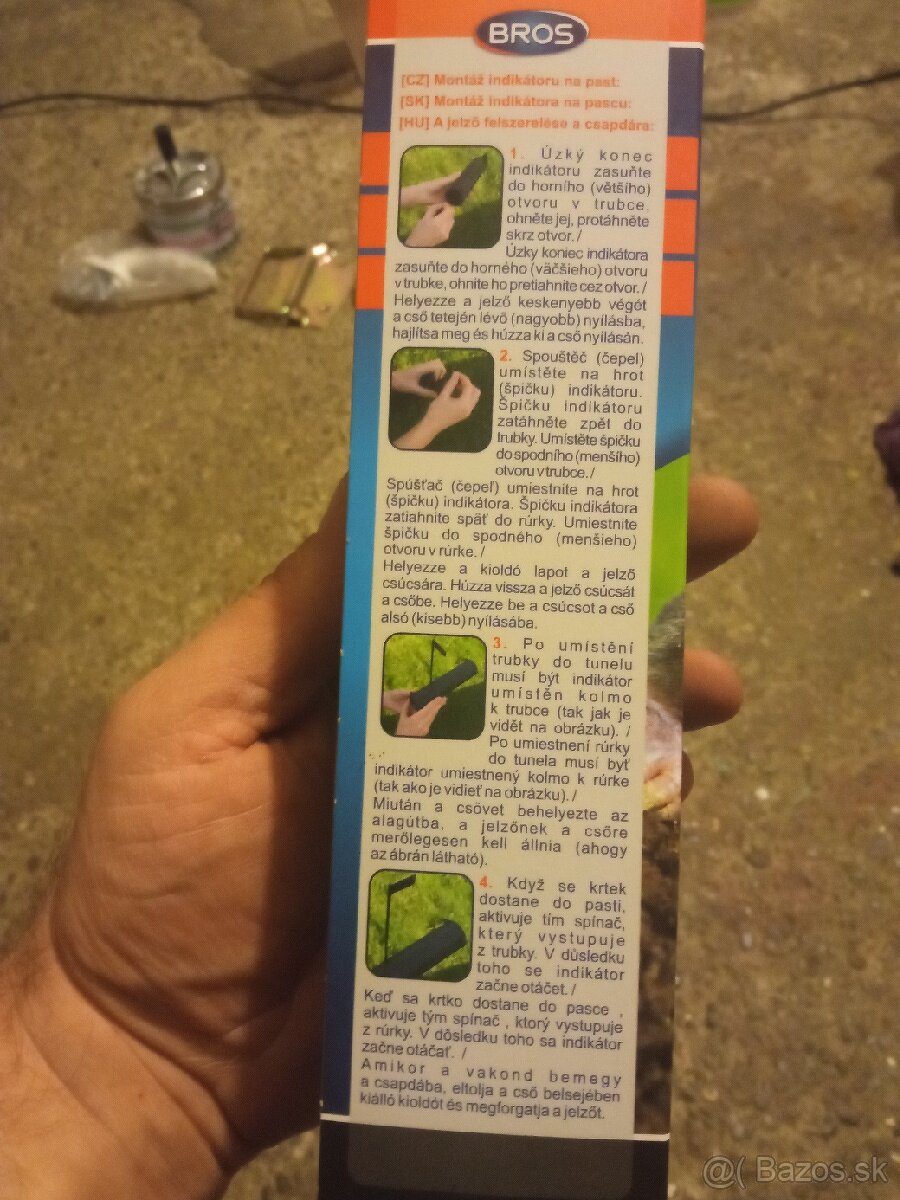 BROS
[CZ] Montáž indikátoru na past:
[SK] Montáž indikátora na pascu:
[HU] A jelző felszerelése a csapdára:
1. Úzký konec
indikátoru zasuňte
do horního (většího)
otvoru v trubce,
ohněte jej, protáhněte
skrz otvor. /
Úzky koniec indikátora
zasuňte do horného (väčšieho) otvoru
v trubke, ohnite ho pretiahnite cez otvor. /
Helyezze a jelző keskenyebb végét
a cső tetején lévő (nagyobb) nyílásba,
hajlítsa meg és húzza ki a cső nyílásán.
2. Spouštěč (čepel)
umístěte na hrot
(špičku) indikátoru.
Špičku indikátoru
zatáhněte zpět do
trubky. Umístěte špičku
do spodního (menšího)
otvoru v trubce. /
Spúšťač (čepeľ) umiestnite na hrot
(špičku) indikátora. Špičku indikátora
zatiahnite späť do rúrky. Umiestnite
špičku do spodného (menšieho)
otvoru v rúrke. /
Helyezze a kioldó lapot a jelző
csúcsára. Húzza vissza a jelző csúcsát
a csőbe. Helyezze be a csúcsot a cső
alsó (kisebb) nyílásába.
3. Po umístění
trubky do tunelu
musí být indikátor
umístěn kolmo
k trubce (tak jak je
vidět na obrázku). /
Po umiestnení rúrky
do tunela musí byť
indikátor umiestnený kolmo k rúrke
(tak ako je vidieť na obrázku). /
Miután a csövet behelyezte az
alagútba, a jelzőnek a csőre
merőlegesen kell állnia (ahogy
az ábrán látható).
4. Když se krtek
dostane do pasti,
aktivuje tím spínač,
který vystupuje
z trubky. V důsledku
toho se indikátor
začne otáčet. /
Keď sa krtko dostane do pasce ,
aktivuje tým spínač , ktorý vystupuje
z rúrky. V dôsledku toho sa indikátor
začne otáčať. /
Amikor a vakond bemegy
a csapdába, eltolja a cső belsejében
kiálló kioldót és megforgatja a jelzőt.
@( Bazos.sk